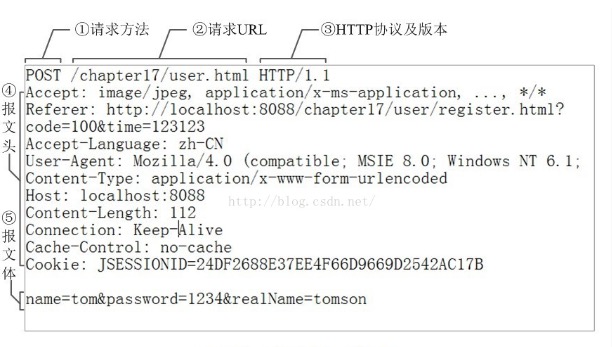 ①请求方法 ②请求URL ③HTTP协议及版本
POST /chapter17/user.html HTTP/1.1
④报文头
Accept: image/jpeg, application/x-ms-application, ..., */*
Referer: http://localhost:8088/chapter17/user/register.html?
code=100&time=123123
Accept-Language: zh-CN
User-Agent: Mozilla/4.0 (compatible; MSIE 8.0; Windows NT 6.1;
Content-Type: application/x-www-form-urlencoded
Host: localhost:8088
http://blog.csdn.net/
Content-Length: 112
Connection: Keep-Alive
Cache-Control: no-cache
Cookie: JSESSIONID=24DF2688E37EE4F66D9669D2542AC17B
⑤报文体
name=tom&password=1234&realName=tomson